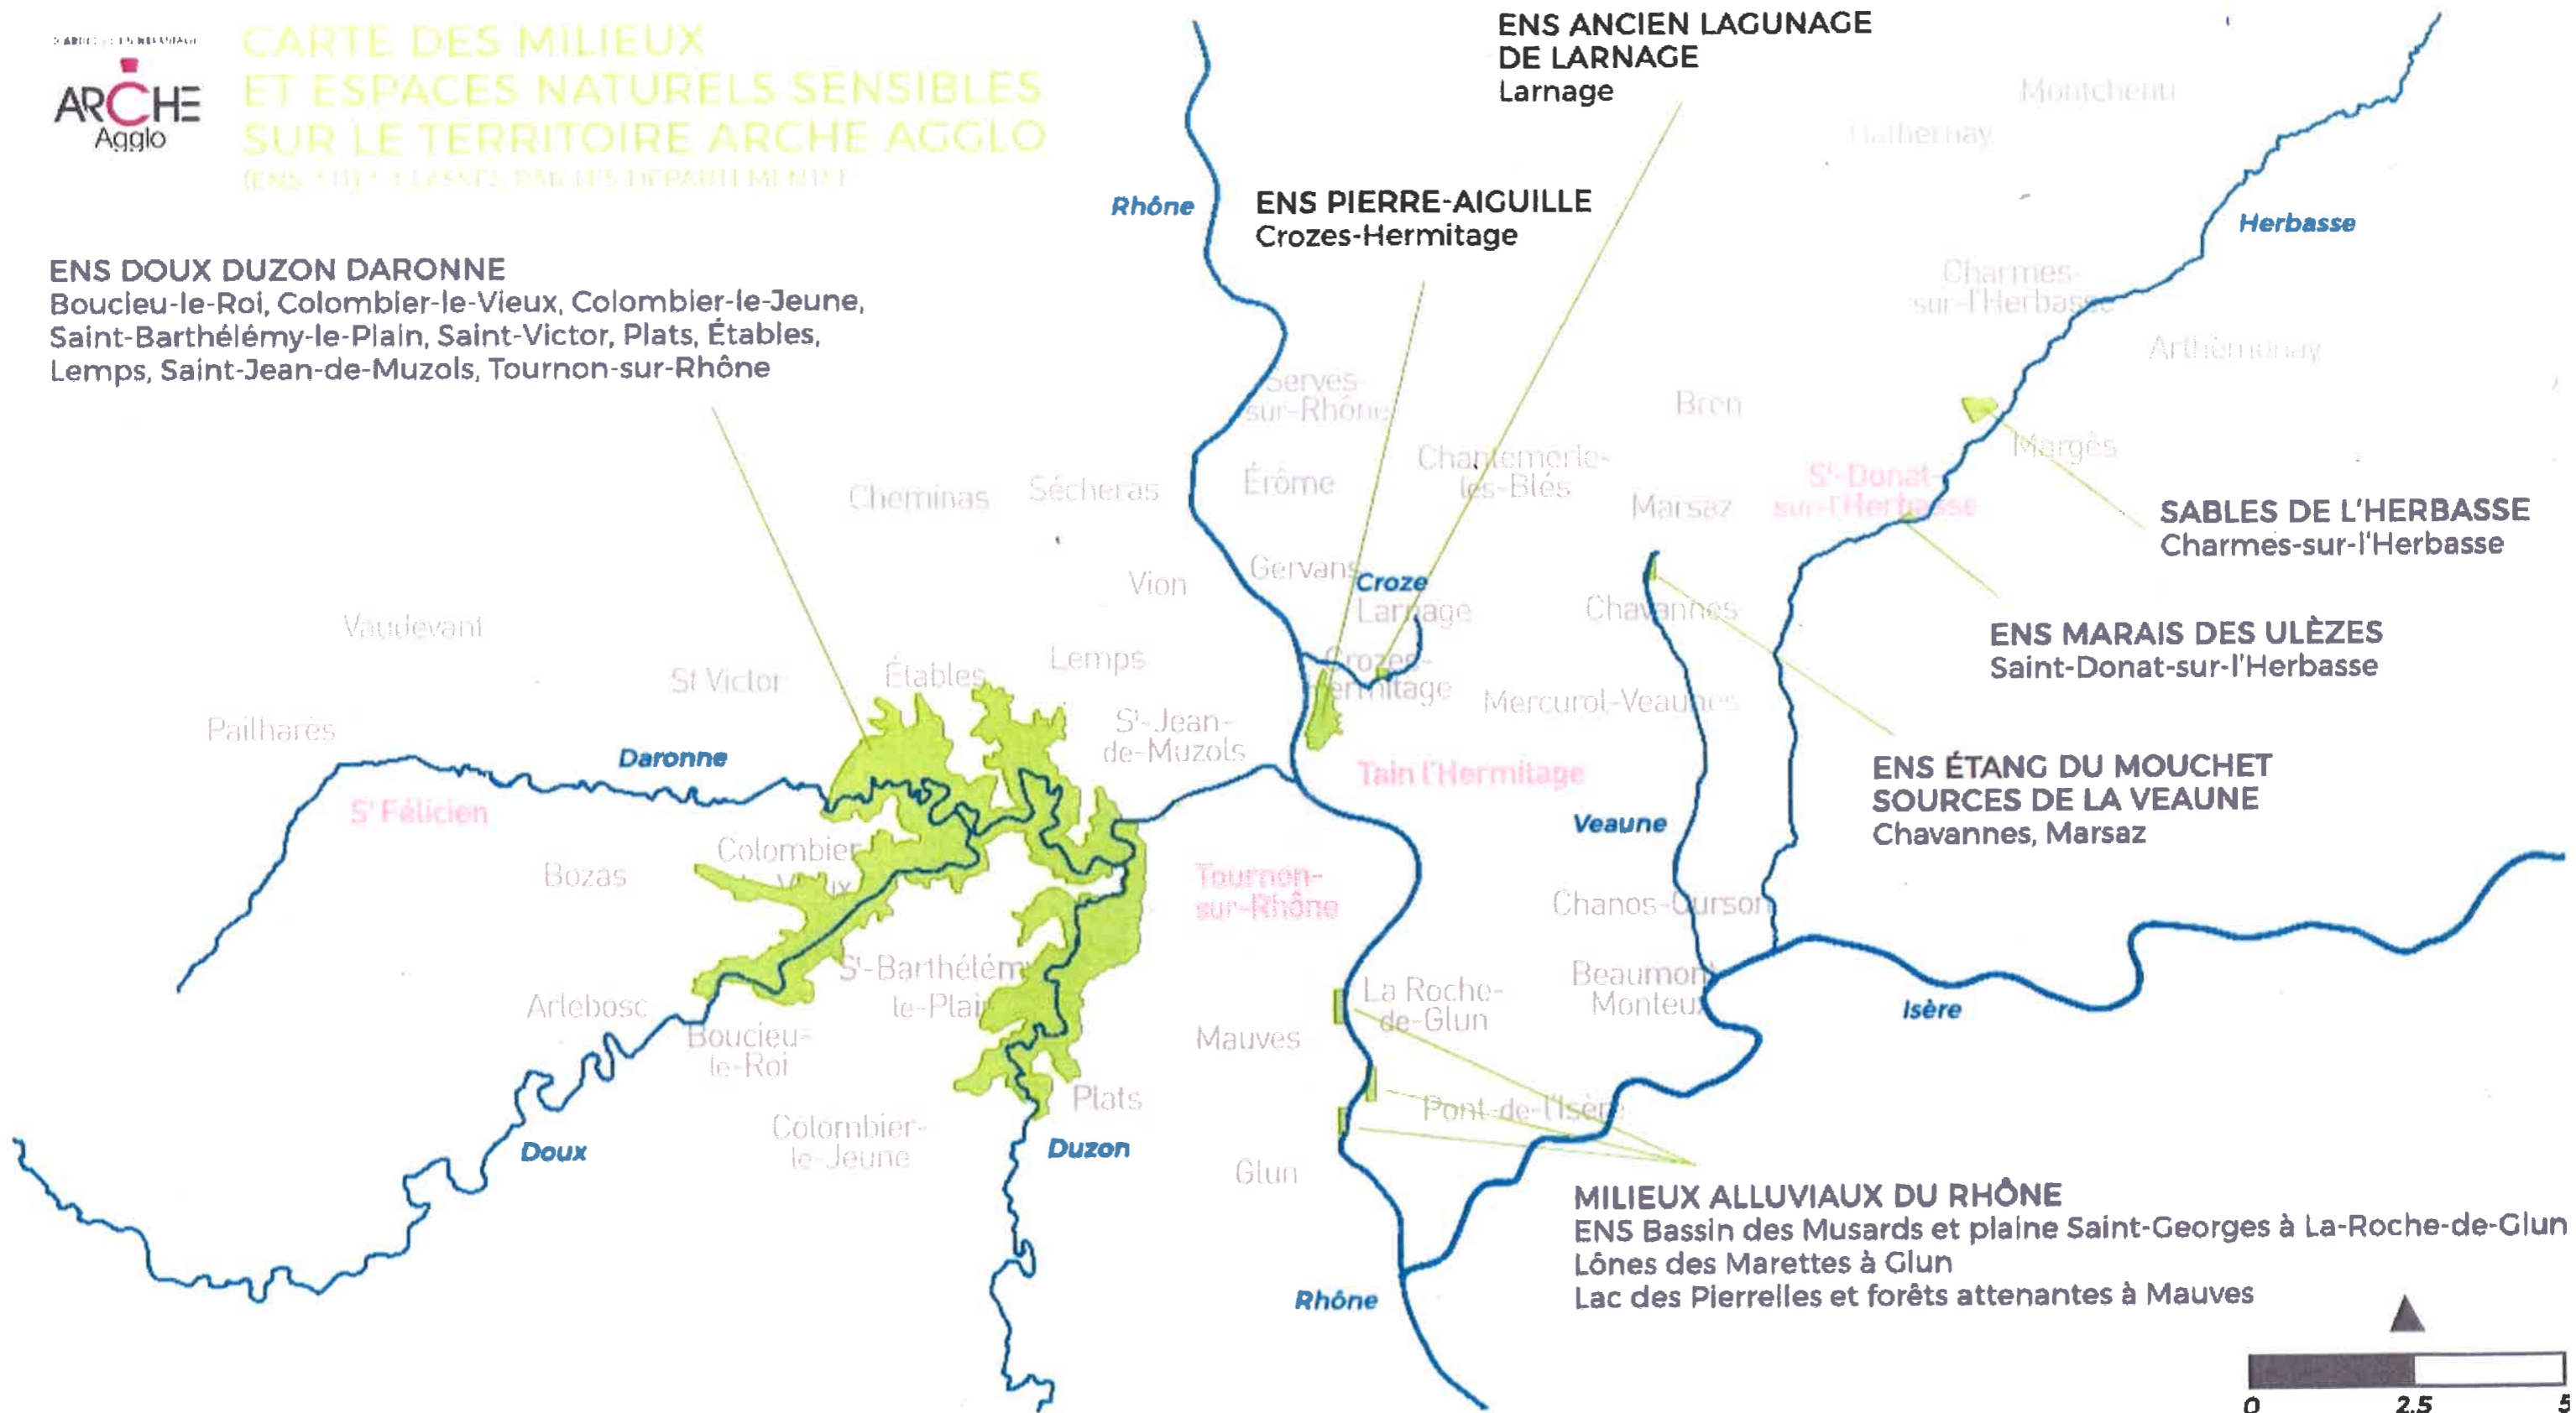 ARCHE
Agglo
CARTE DES MILIEUX
ET ESPACES NATURELS SENSIBLES
SUR LE TERRITOIRE ARCHE AGGLO
ENS ANCIEN LAGUNAGE
DE LARNAGE
Larnage
Montchenu
Rhône
ENS PIERRE-AIGUILLE
Crozes-Hermitage
Herbasse
ENS DOUX DUZON DARONNE
Boucieu-le-Roi, Colombier-le-Vieux, Colombier-le-Jeune,
Saint-Barthélémy-le-Plain, Saint-Victor, Plats, Étables,
Lemps, Saint-Jean-de-Muzols, Tournon-sur-Rhône
Charmes-
sur-l'Herbasse
Arthémonay
Serves-
sur-Rhône
Bren
Margès
Chantemerle-
les-Blés
Érôme
Sécheras
Cheminas
Marsaz
St-Donat-
sur-l'Herbasse
SABLES DE L'HERBASSE
Charmes-sur-l'Herbasse
Gervans
Croze
Larnage
Vion
Chavannes
Vaudevant
ENS MARAIS DES ULÈZES
Saint-Donat-sur-l'Herbasse
Lemps
Étables
St Victor
Crozes-
Hermitage
Mercurol-Veaunes
Pailharès
St-Jean-
de-Muzols
Daronne
Tain l'Hermitage
ENS ÉTANG DU MOUCHET
SOURCES DE LA VEAUNE
Chavannes, Marsaz
St Félicien
Veaune
Colombier
Bozas
Tournon-
sur-Rhône
Chanos-Curson
St-Barthélém
le-Plain
Arlebosc
La Roche-
de-Glun
Beaumont
Monteux
Isère
Mauves
Boucieu-
le-Roi
Plats
Pont-de-l'Isère
Colombier-
le-Jeune
Doux
Duzon
Glun
MILIEUX ALLUVIAUX DU RHÔNE
ENS Bassin des Musards et plaine Saint-Georges à La-Roche-de-Glun
Lônes des Marettes à Glun
Lac des Pierrelles et forêts attenantes à Mauves
Rhône
0 2.5 5